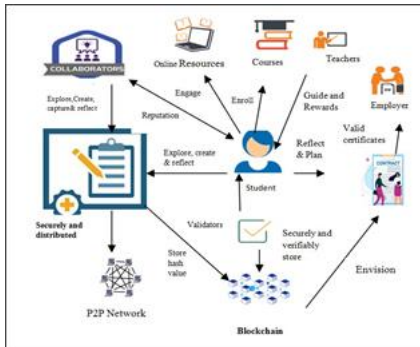 COLLABORATORS
Online Resources
Courses
Teachers
Employer
Explore,Create,
capture& reflect
Engage
Reputation
Enroll
Guide and
Rewards
Valid
certificates
Explore, create
& reflect
Reflect
& Plan
Student
CONTRACT
Securely and
distributed
Validators
Securely and
verifiably
store
Store
hash
value
Envision
P2P Network
Blockchain